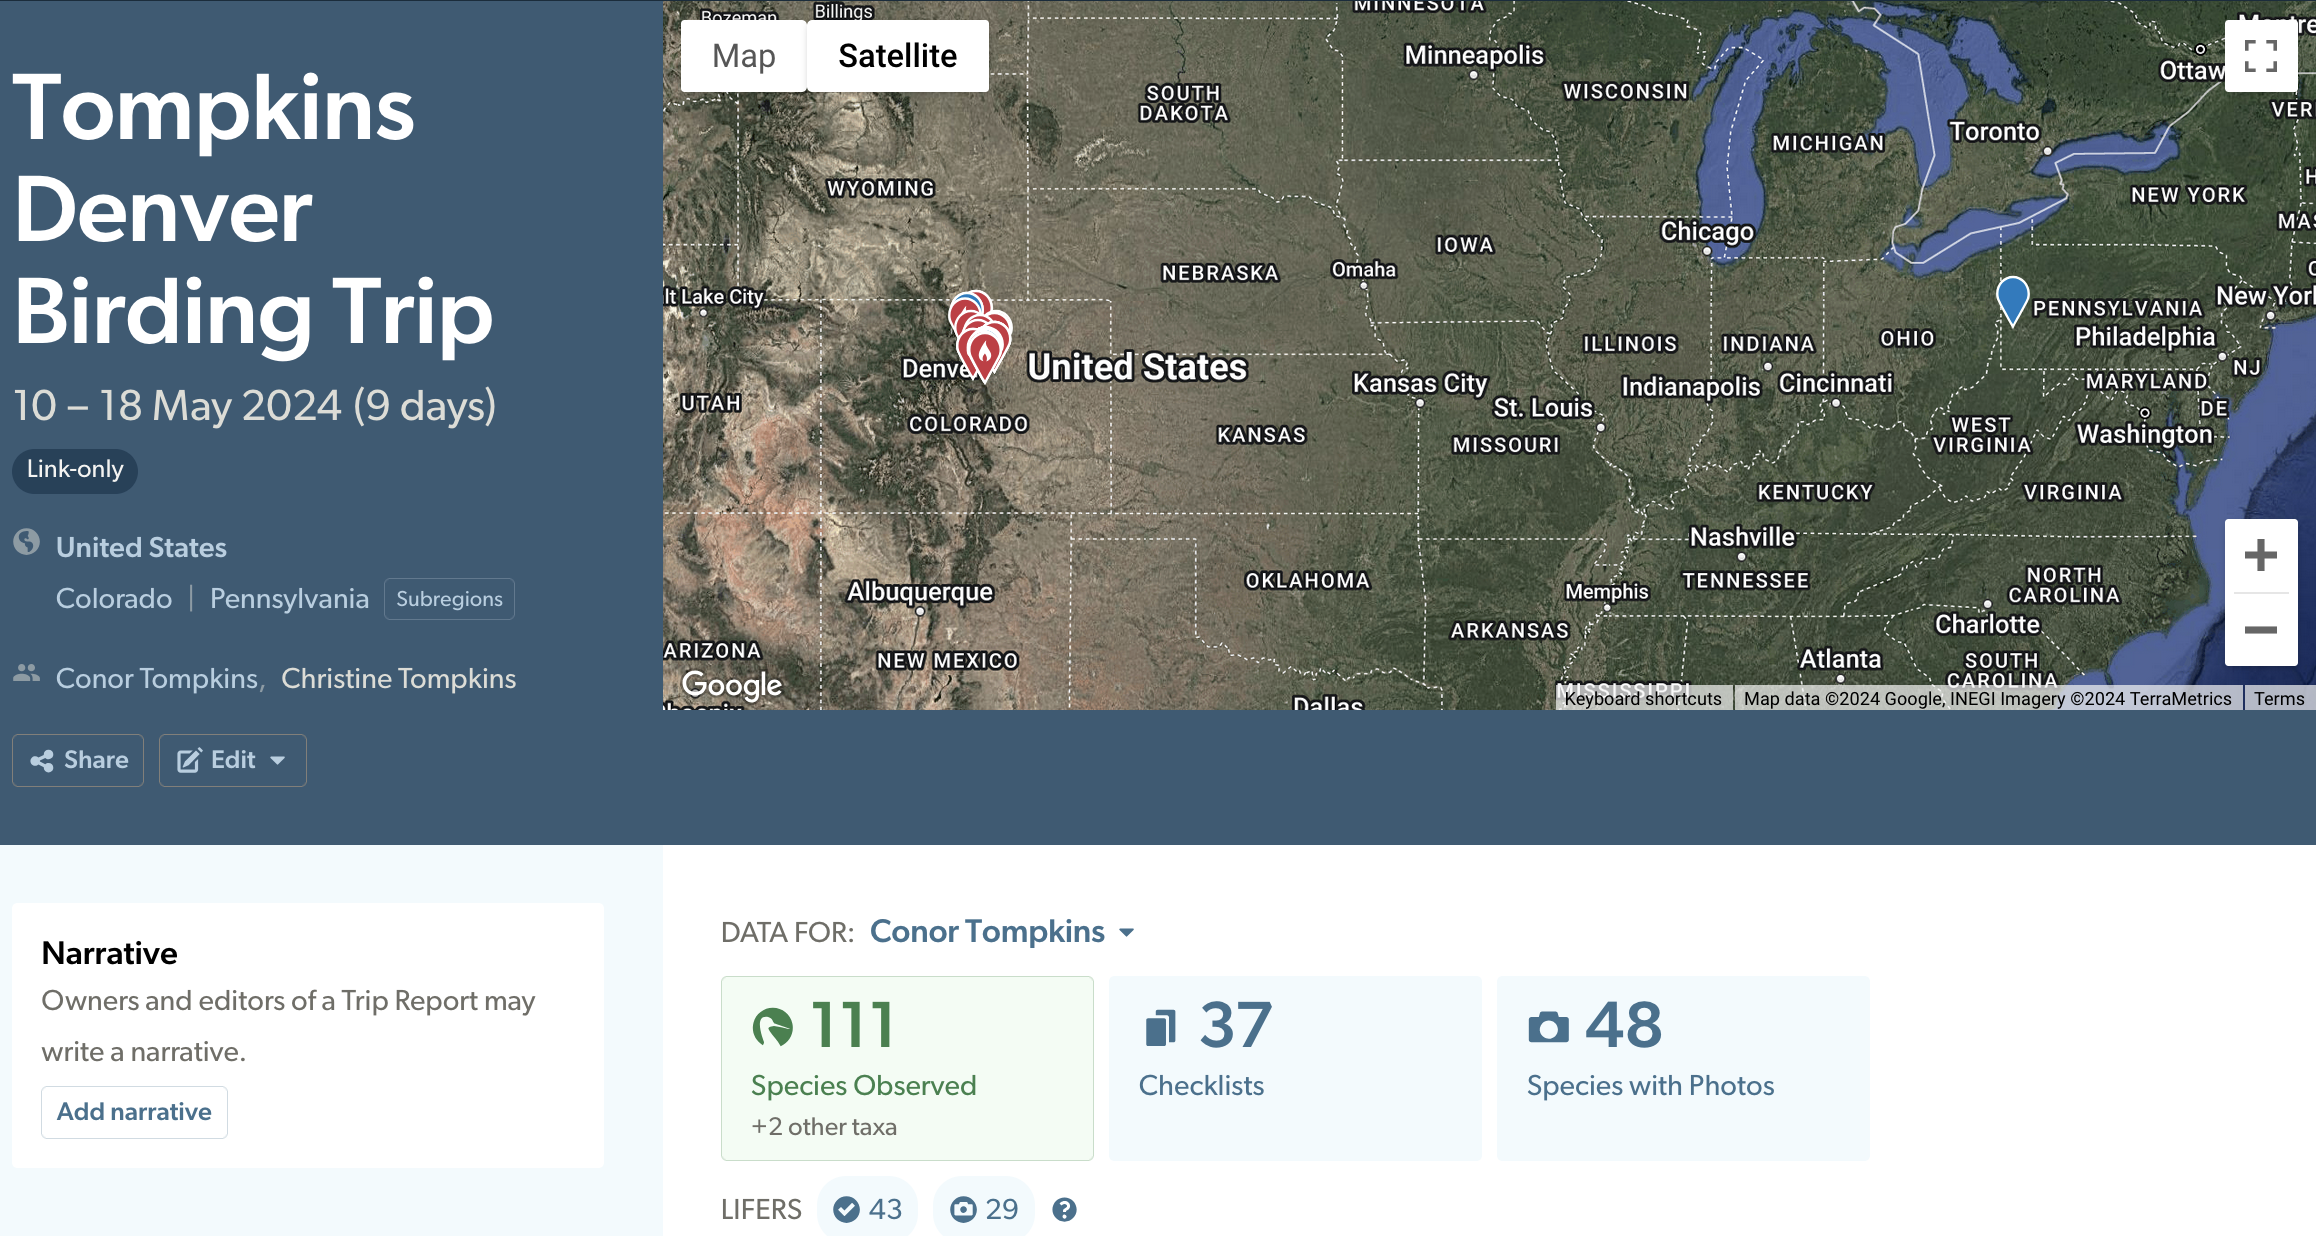 Tompkins
Denver
Birding Trip
10 – 18 May 2024 (9 days)
Link-only
United States
Colorado | Pennsylvania Subregions
Conor Tompkins, Christine Tompkins
Share Edit
Map Satellite
Bozeman
Billings
MINNESOTA
Minneapolis
SOUTH
DAKOTA
WISCONSIN
MICHIGAN
Toronto
WYOMING
NEW YORK
IOWA
Chicago
NEBRASKA
Omaha
lt Lake City
PENNSYLVANIA
New Yor
Philadelphia
ILLINOIS
INDIANA
OHIO
NJ
Denve
United States
Kansas City
Indianapolis
Cincinnati
MARYLAND
DE
UTAH
St. Louis
COLORADO
KANSAS
MISSOURI
WEST
VIRGINIA
Washington
KENTUCKY
VIRGINIA
Nashville
OKLAHOMA
Memphis
TENNESSEE
NORTH
CAROLINA
Albuquerque
ARKANSAS
Charlotte
ARIZONA
NEW MEXICO
Atlanta
SOUTH
CAROLINA
Google
MISSISSIPPI
Dallas
Ottaw
VER
MAS
Keyboard shortcuts Map data ©2024 Google, INEGI Imagery ©2024 TerraMetrics Terms
Narrative
Owners and editors of a Trip Report may
write a narrative.
Add narrative
DATA FOR: Conor Tompkins
111
Species Observed
+2 other taxa
37
Checklists
48
Species with Photos
LIFERS 43 29 ?